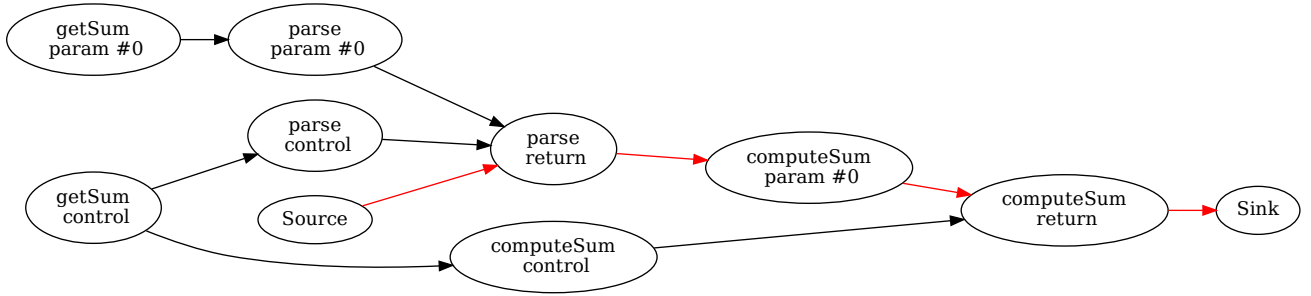 getSum
param #0
parse
param #0
parse
control
getSum
control
Source
parse
return
computeSum
control
computeSum
param #0
computeSum
return
Sink